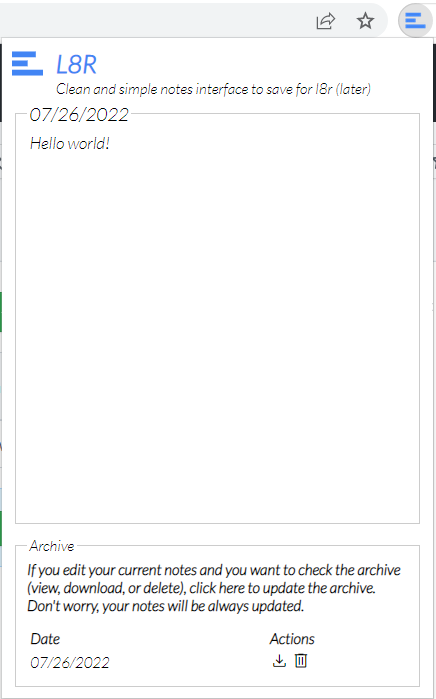 L8R
Clean and simple notes interface to save for l8r (later)
07/26/2022
Hello world!
Archive
If you edit your current notes and you want to check the archive
(view, download, or delete), click here to update the archive.
Don't worry, your notes will be always updated.
Date Actions
07/26/2022